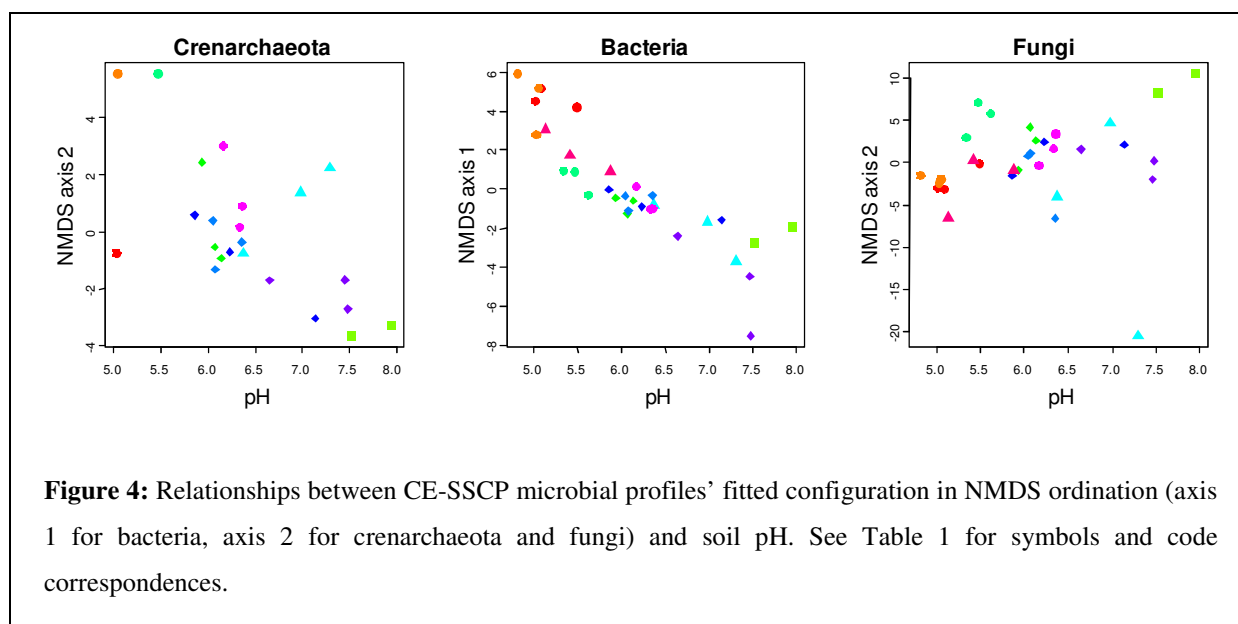 Crenarchaeota
NMDS axis 2
4
2
0
-2
-4
5.0 5.5 6.0 6.5 7.0 7.5 8.0
pH
Bacteria
NMDS axis 1
6
4
2
0
-2
-4
-6
-8
5.0 5.5 6.0 6.5 7.0 7.5 8.0
pH
Fungi
NMDS axis 2
10
5
0
-5
-10
-15
-20
5.0 5.5 6.0 6.5 7.0 7.5 8.0
pH
Figure 4: Relationships between CE-SSCP microbial profiles’ fitted configuration in NMDS ordination (axis
1 for bacteria, axis 2 for crenarchaeota and fungi) and soil pH. See Table 1 for symbols and code
correspondences.